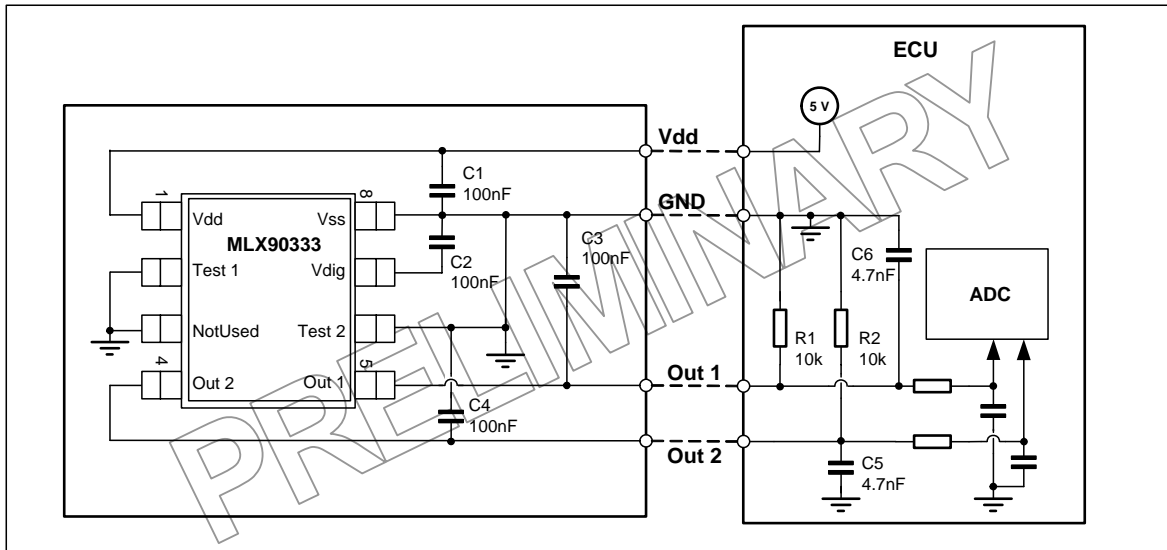 ECU
5 V
Vdd
C1
100nF
GND
1
8
Vdd
Vss
MLX90333
C2
100nF
C3
100nF
Test 1
Vdig
C6
4.7nF
ADC
NotUsed
Test 2
R1
10k
R2
10k
4
5
Out 2
Out 1
Out 1
C4
100nF
Out 2
C5
4.7nF
PRELIMINARY